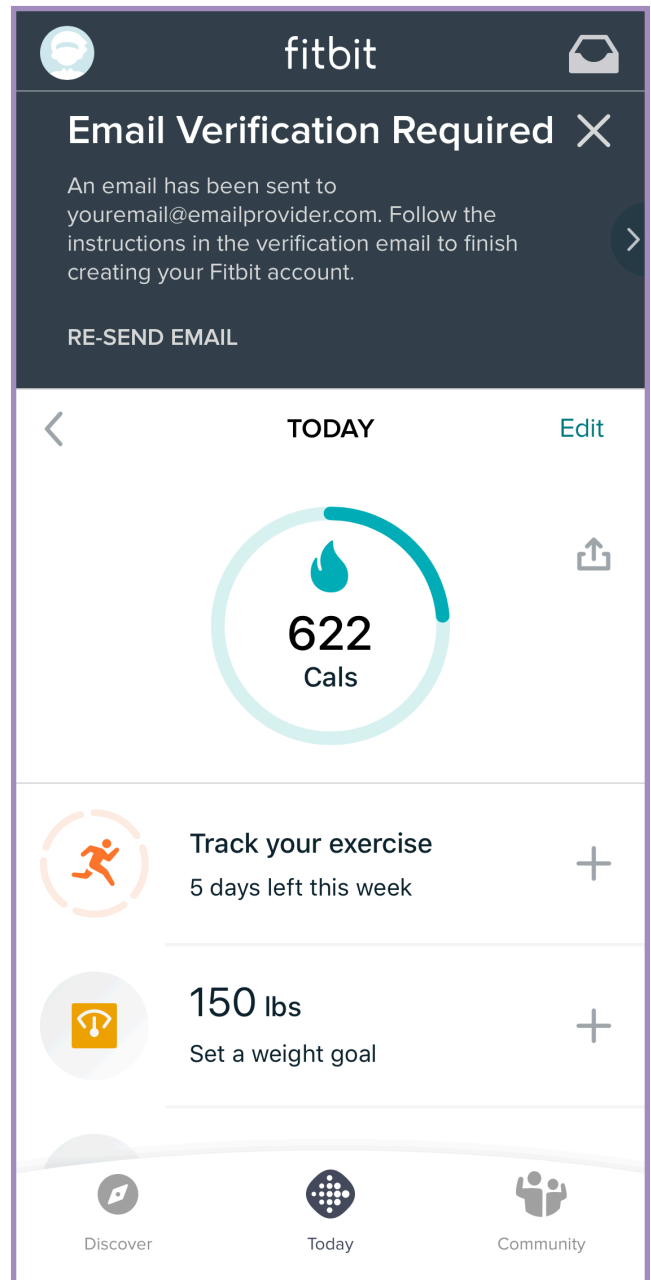 fitbit
Email Verification Required
An email has been sent to
youremail@emailprovider.com. Follow the
instructions in the verification email to finish
creating your Fitbit account.
RE-SEND EMAIL
TODAY
Edit
622
Cals
Track your exercise
5 days left this week
150 lbs
Set a weight goal
Discover
Today
Community